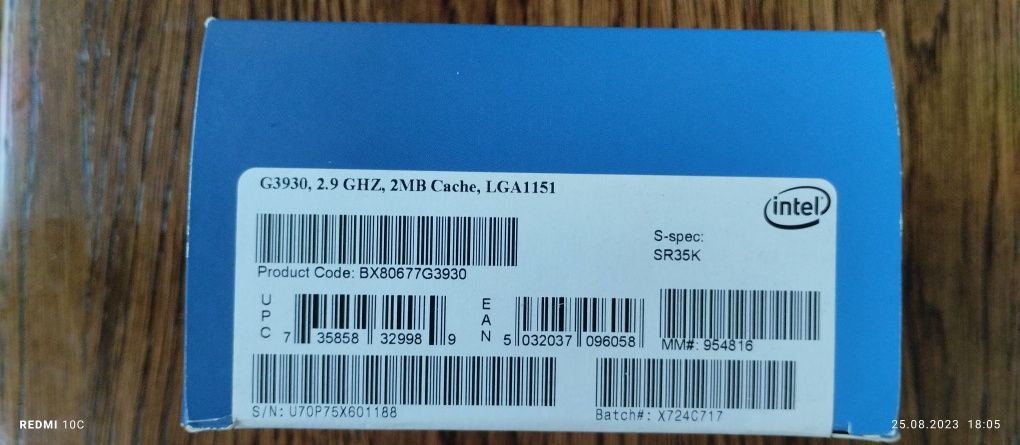 G3930, 2.9 GHZ, 2MB Cache, LGA1151
intel
S-spec:
SR35K
Product Code: BX80677G3930
UPC 7 35858 32998 9
EAN 5 032037 096058
MM#: 954816
S/N: U70P75X601188
Batch#: X724C717
REDMI 10C
25.08.2023 18:05